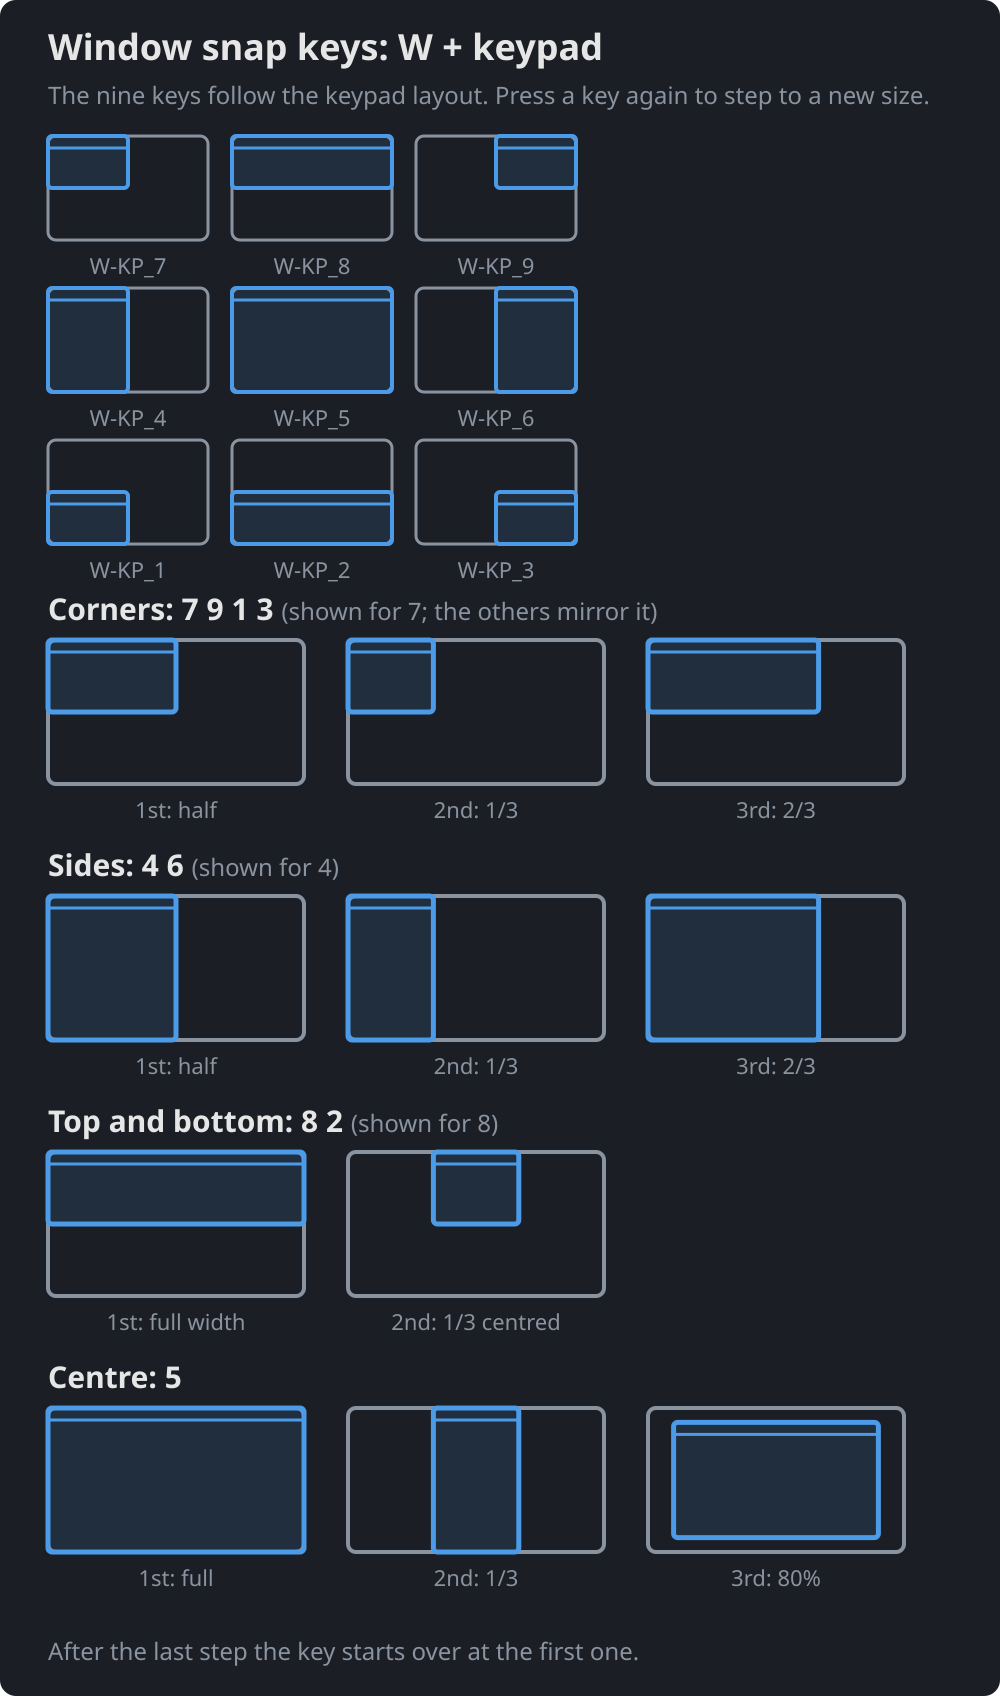 Window snap keys: W + keypad
The nine keys follow the keypad layout. Press a key again to step to a new size.
W-KP_7 W-KP_8 W-KP_9
W-KP_4 W-KP_5 W-KP_6
W-KP_1 W-KP_2 W-KP_3
Corners: 7 9 1 3 (shown for 7; the others mirror it)
1st: half 2nd: 1/3 3rd: 2/3
Sides: 4 6 (shown for 4)
1st: half 2nd: 1/3 3rd: 2/3
Top and bottom: 8 2 (shown for 8)
1st: full width 2nd: 1/3 centred
Centre: 5
1st: full 2nd: 1/3 3rd: 80%
After the last step the key starts over at the first one.